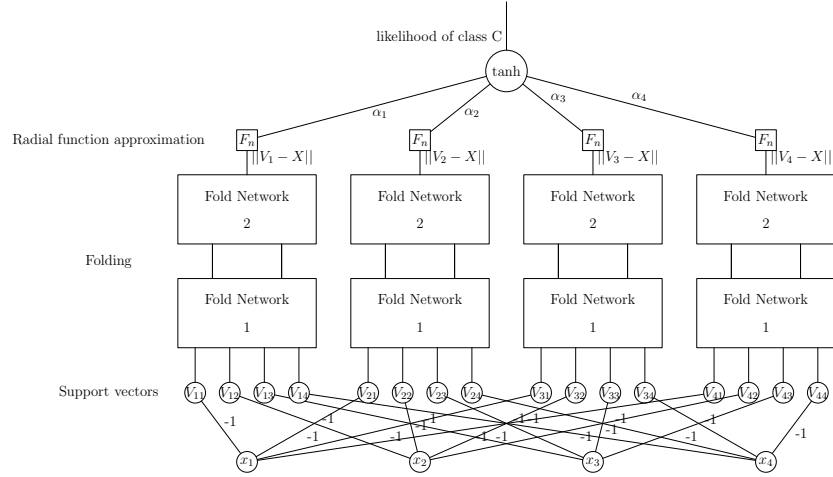 likelihood of class C
tanh
α1 α2 α3 α4
Radial function approximation Fn Fn Fn Fn
||V1 − X|| ||V2 − X|| ||V3 − X|| ||V4 − X||
Fold Network Fold Network Fold Network Fold Network
2 2 2 2
Folding
Fold Network Fold Network Fold Network Fold Network
1 1 1 1
Support vectors V11 V12 V13 V14 V21 V22 V23 V24 V31 V32 V33 V34 V41 V42 V43 V44
-1 -1 -1 -1 -1 -1 -1
-1 -1 -1 -1 -1 -1 -1 -1 -1
x1 x2 x3 x4